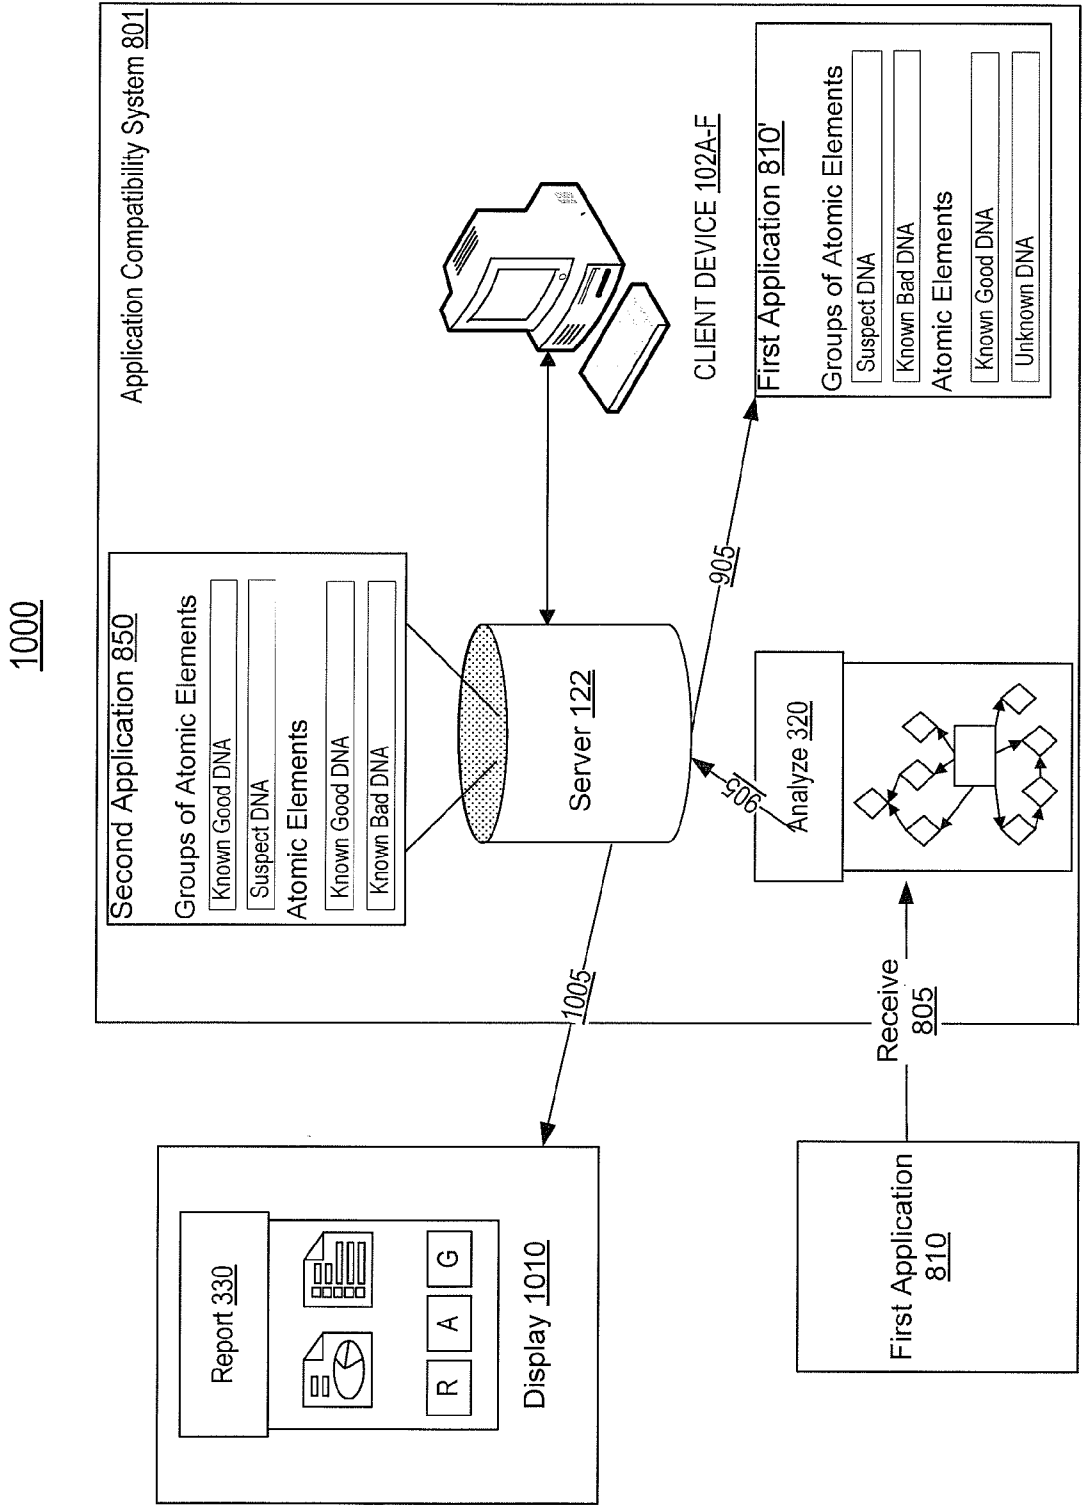 1000
Application Compatibility System 801
Second Application 850
Groups of Atomic Elements
Known Good DNA
Suspect DNA
Atomic Elements
Known Good DNA
Known Bad DNA
Report 330
R
A
G
Display 1010
1005
Server 122
CLIENT DEVICE 102A-F
905
905
Analyze 320
First Application 810'
Groups of Atomic Elements
Suspect DNA
Known Bad DNA
Atomic Elements
Known Good DNA
Unknown DNA
First Application
810
Receive
805